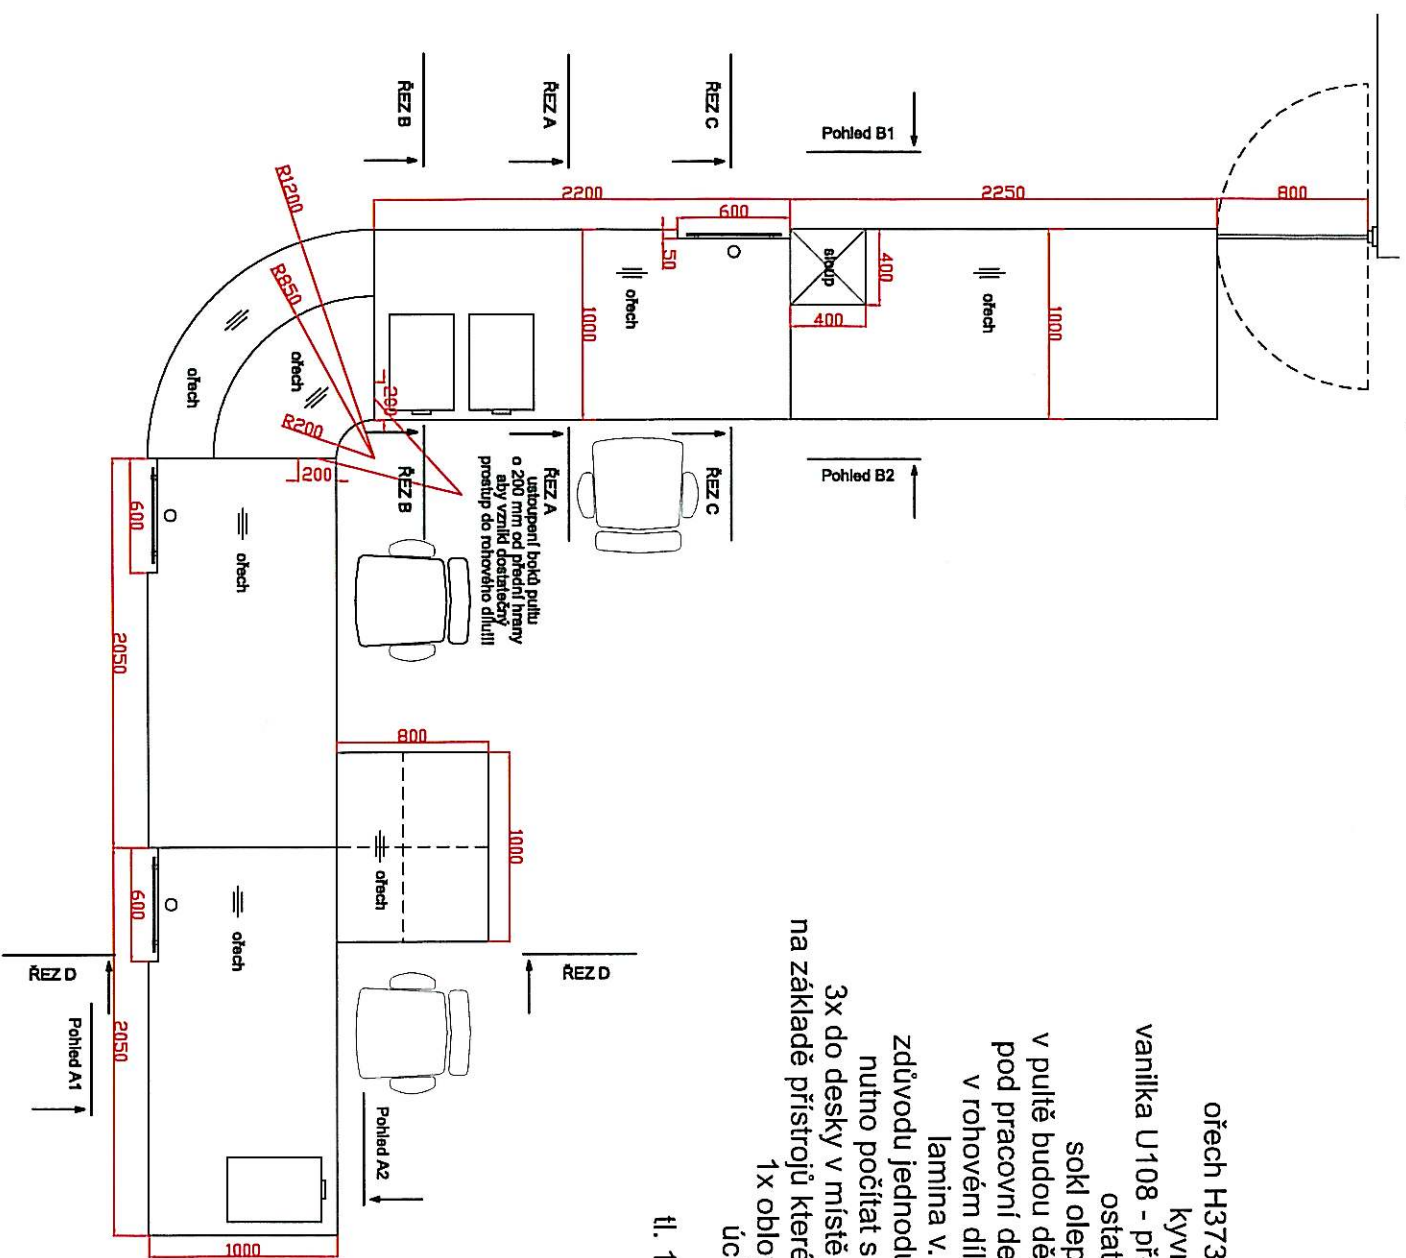 ŘEZ B
ŘEZ A
ŘEZ C
Pohled B1
R1200
R850
R200
2200
2250
800
600
50
sloup
400
400
ořech
ořech
1000
1000
ořech
ořech
200
200
ŘEZ B
ŘEZ A
ŘEZ C
Pohled B2
ustoupení boků pultu
o 200 mm od přední hrany
aby vznikl dostatečný
prostup do rohového dílu!!!
600
ořech
2050
800
1000
ořech
600
ořech
2050
1000
ŘEZ D
ŘEZ D
Pohled A1
Pohled A2
ořech H373
kyvl
vanilka U108 - př
ostat
sokl olep
v pultě budou dě
pod pracovní de
v rohovém díl
lamina v.
zdůvodu jednodu
nutno počítat s
3x do desky v místě
na základě přístrojů které
1x oblo
úc
tl. 1